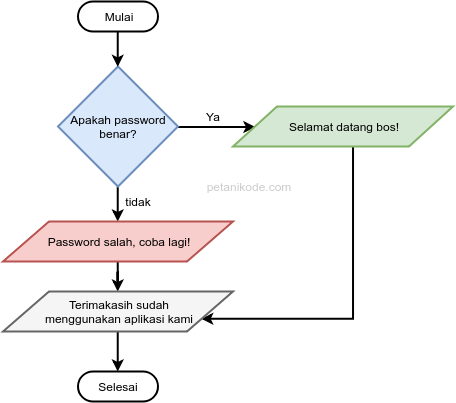 Mulai
Apakah password
benar?
Ya
Selamat datang bos!
petanikode.com
tidak
Password salah, coba lagi!
Terimakasih sudah
menggunakan aplikasi kami
Selesai